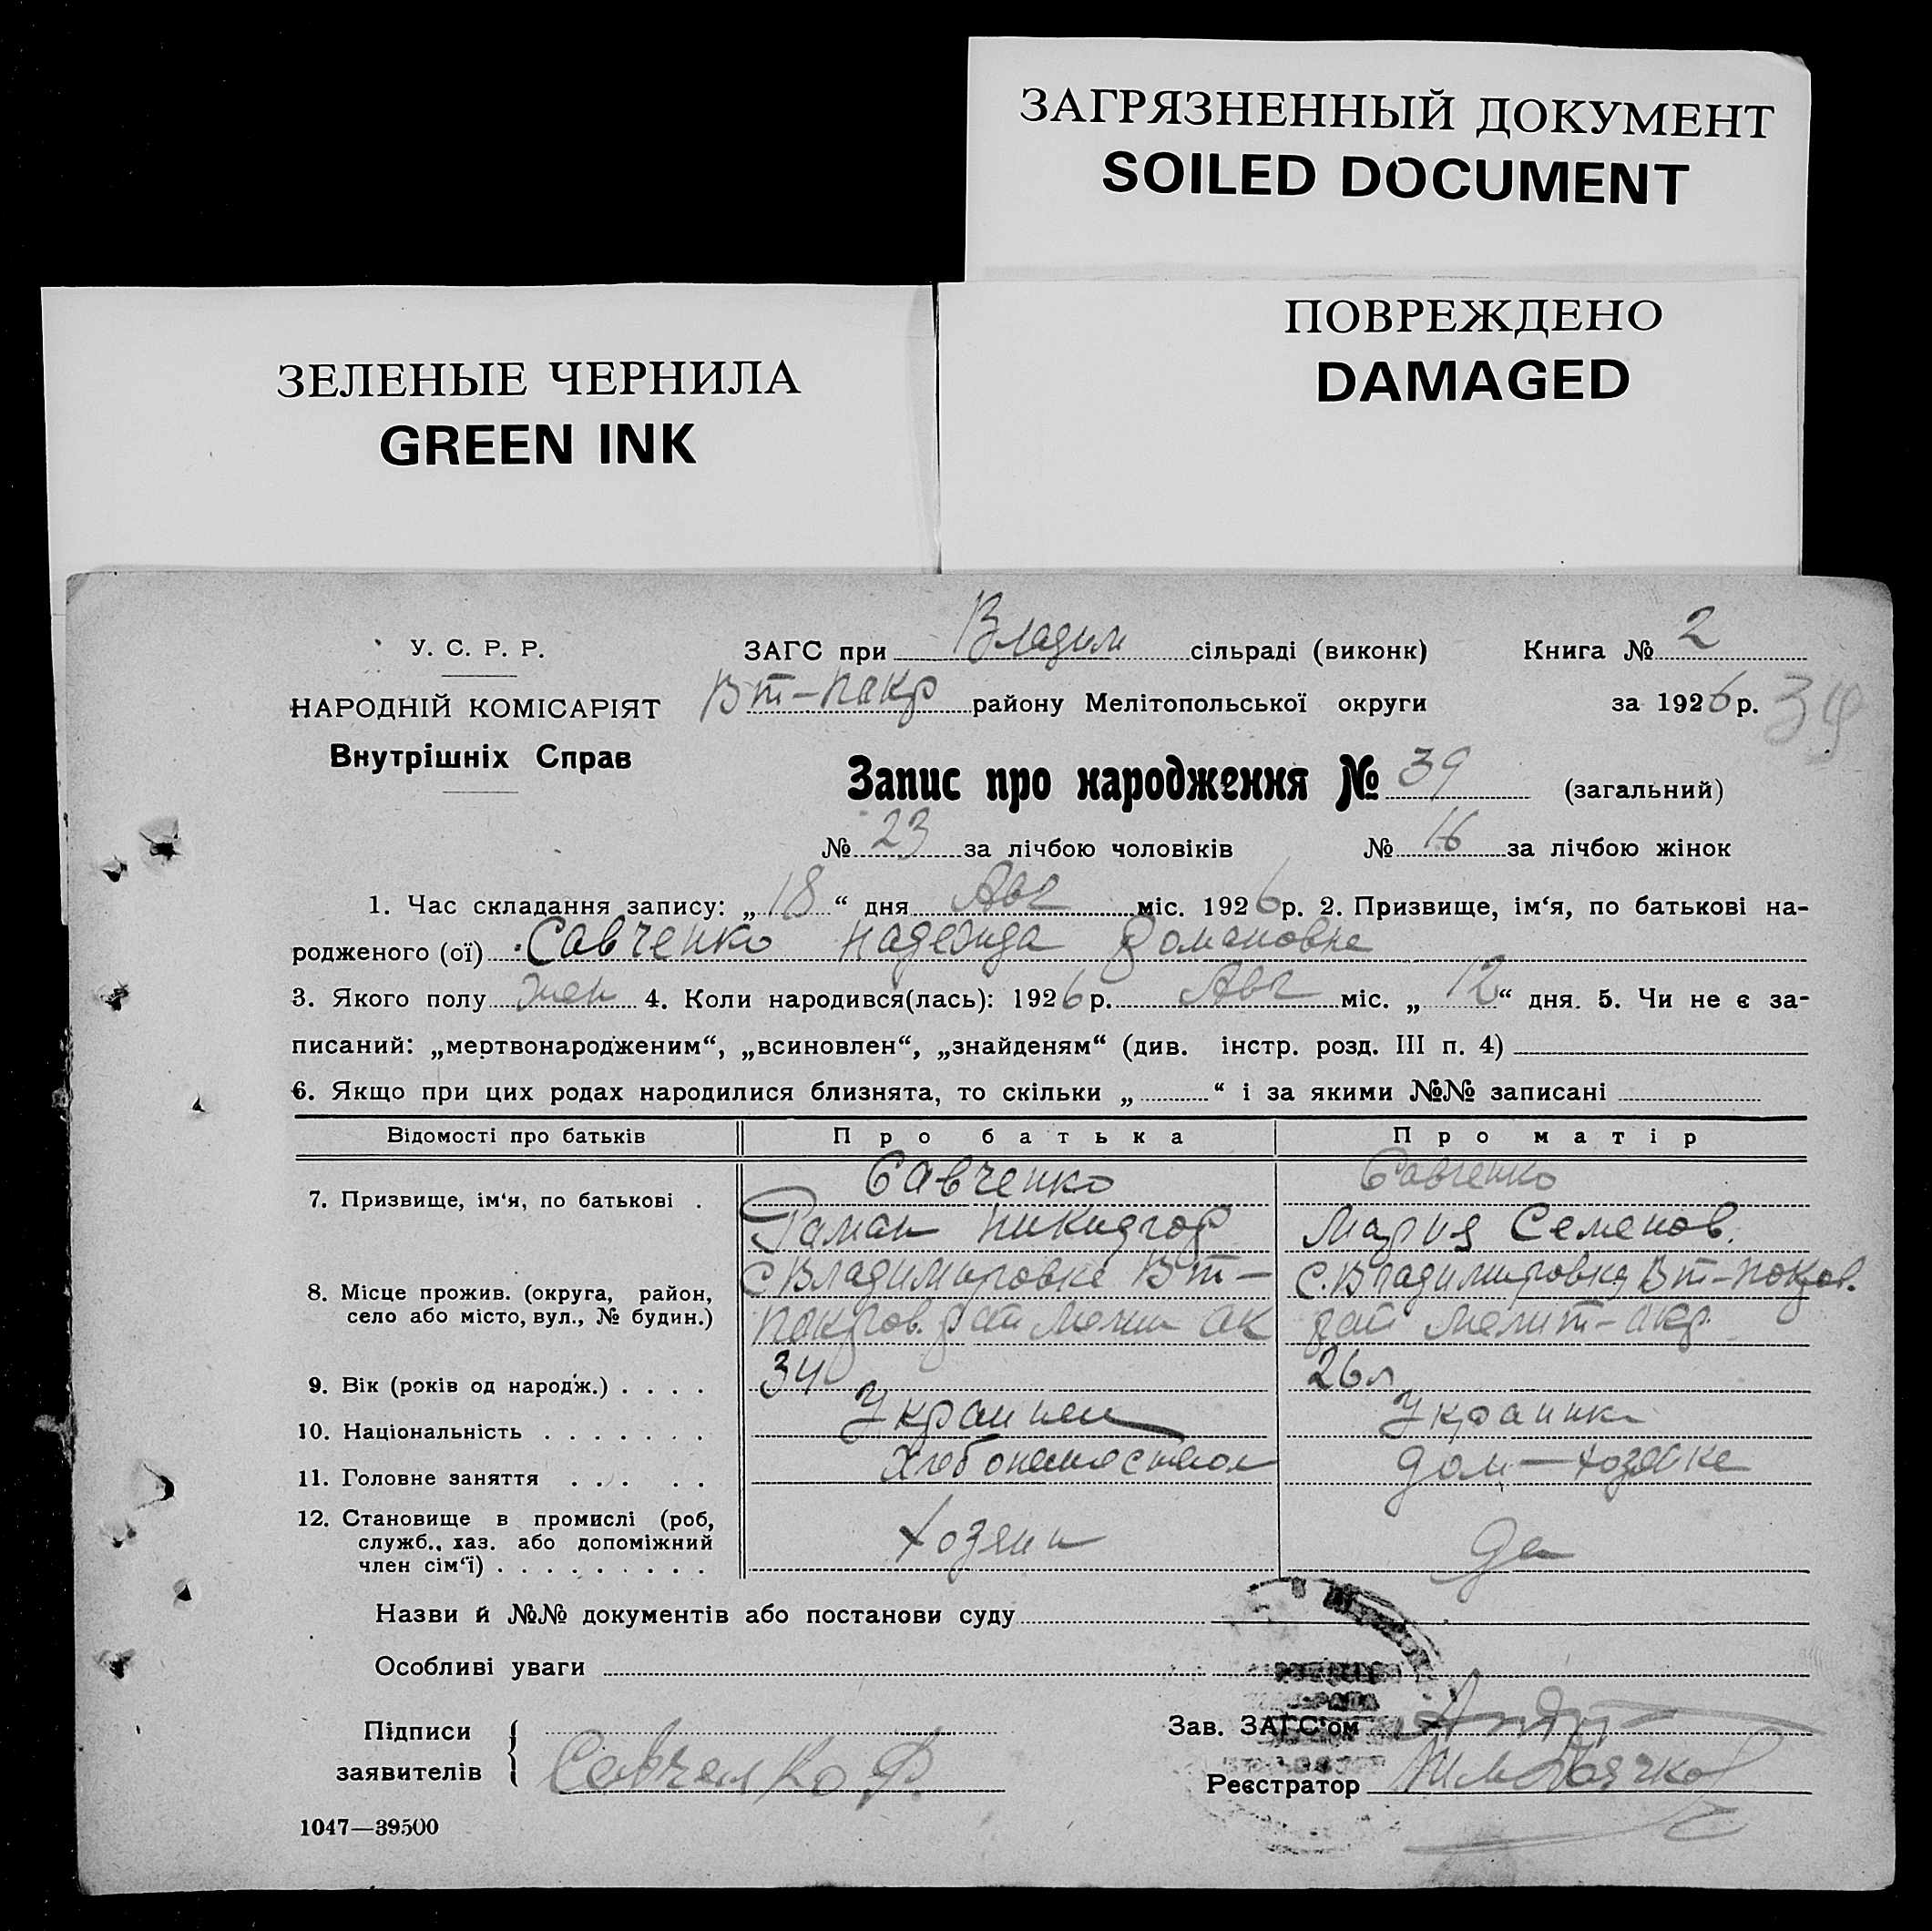 ЗАГРЯЗНЕННЫЙ ДОКУМЕНТ
SOILED DOCUMENT
ПОВРЕЖДЕНО
DAMAGED
ЗЕЛЕНЫЕ ЧЕРНИЛА
GREEN INK
У. С. Р. Р.
НАРОДНІЙ КОМІСАРІЯТ
Внутрішніх Справ
ЗАГС при Владим сільраді (виконк) Книга № 2
Вт-Покр району Мелітопольської округи за 1926 р. 39
Запис про народження № 39 (загальний)
№ 23 за лічбою чоловіків № 16 за лічбою жінок
1. Час складання запису: „18“ дня Авг міс. 1926 р. 2. Призвище, ім‘я, по батькові на-
родженого (ої) Савченко Надежда Романовна
3. Якого полу жен 4. Коли народився(лась): 1926 р. Авг міс. „12“ дня. 5. Чи не є за-
писаний: „мертвонародженим“, „всиновлен“, „знайденям“ (див. інстр. розд. III п. 4)
6. Якщо при цих родах народилися близнята, то скільки „ “ і за якими №№ записані
Відомості про батьків Про батька Про матір
Савченко Савченко
7. Призвище, ім‘я, по батькові .
Роман Мария Семенов.
с Владимировка Вт- с. Владимировка Вт-Покров.
8. Місце прожив. (округа, район,
село або місто, вул., № будин.)
Покров. рай Мелит ок рай Мелит-окр.
9. Вік (років од народж.) . . . . 34 26 л
10. Національність . . . . . . . Украинец Украинка
11. Головне заняття . . . . . Хлебопашеством дом-хозяйка
12. Становище в промислі (роб,
служб., хаз. або допоміжний
член сім‘ї) . . . . . . . . . Хозяин да
Назви й №№ документів або постанови суду
Особливі уваги
Підписи
заявителів Савченко Р.
Зав. ЗАГС‘ом
Реєстратор
1047—39500